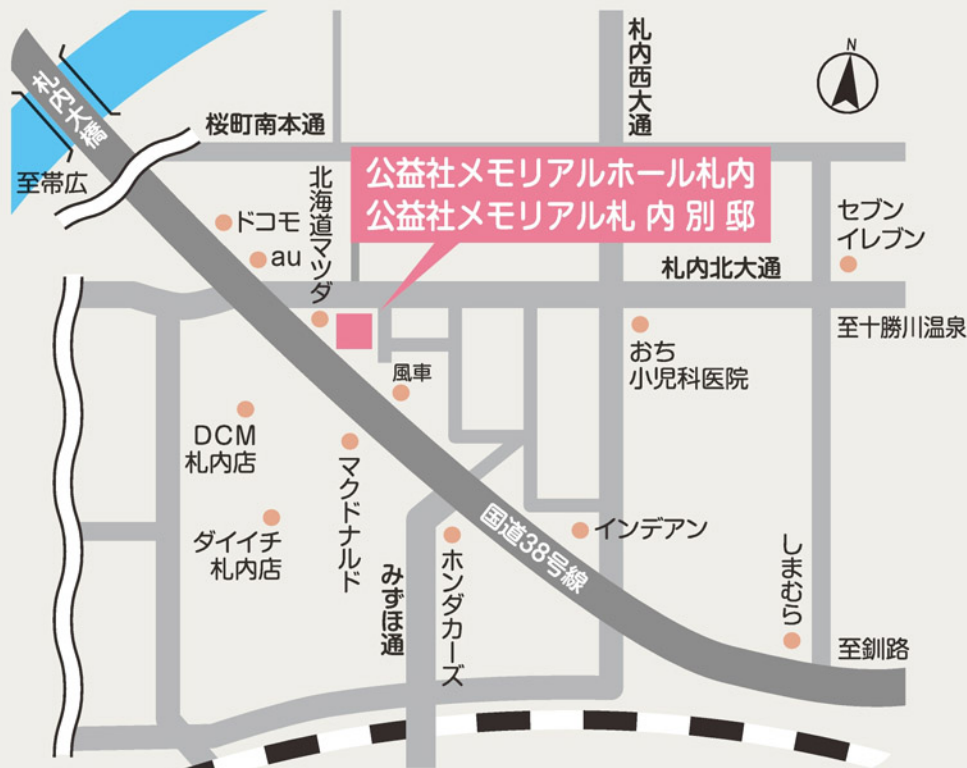 札内西大通
N
札内大橋
桜町南本通
至帯広
北海道マツダ
公益社メモリアルホール札内
公益社メモリアル札内別邸
ドコモ
au
セブン
イレブン
札内北大通
至十勝川温泉
おち
小児科医院
風車
DCM
札内店
マクドナルド
国道38号線
インデアン
ダイイチ
札内店
みずほ通
ホンダカーズ
しまむら
至釧路